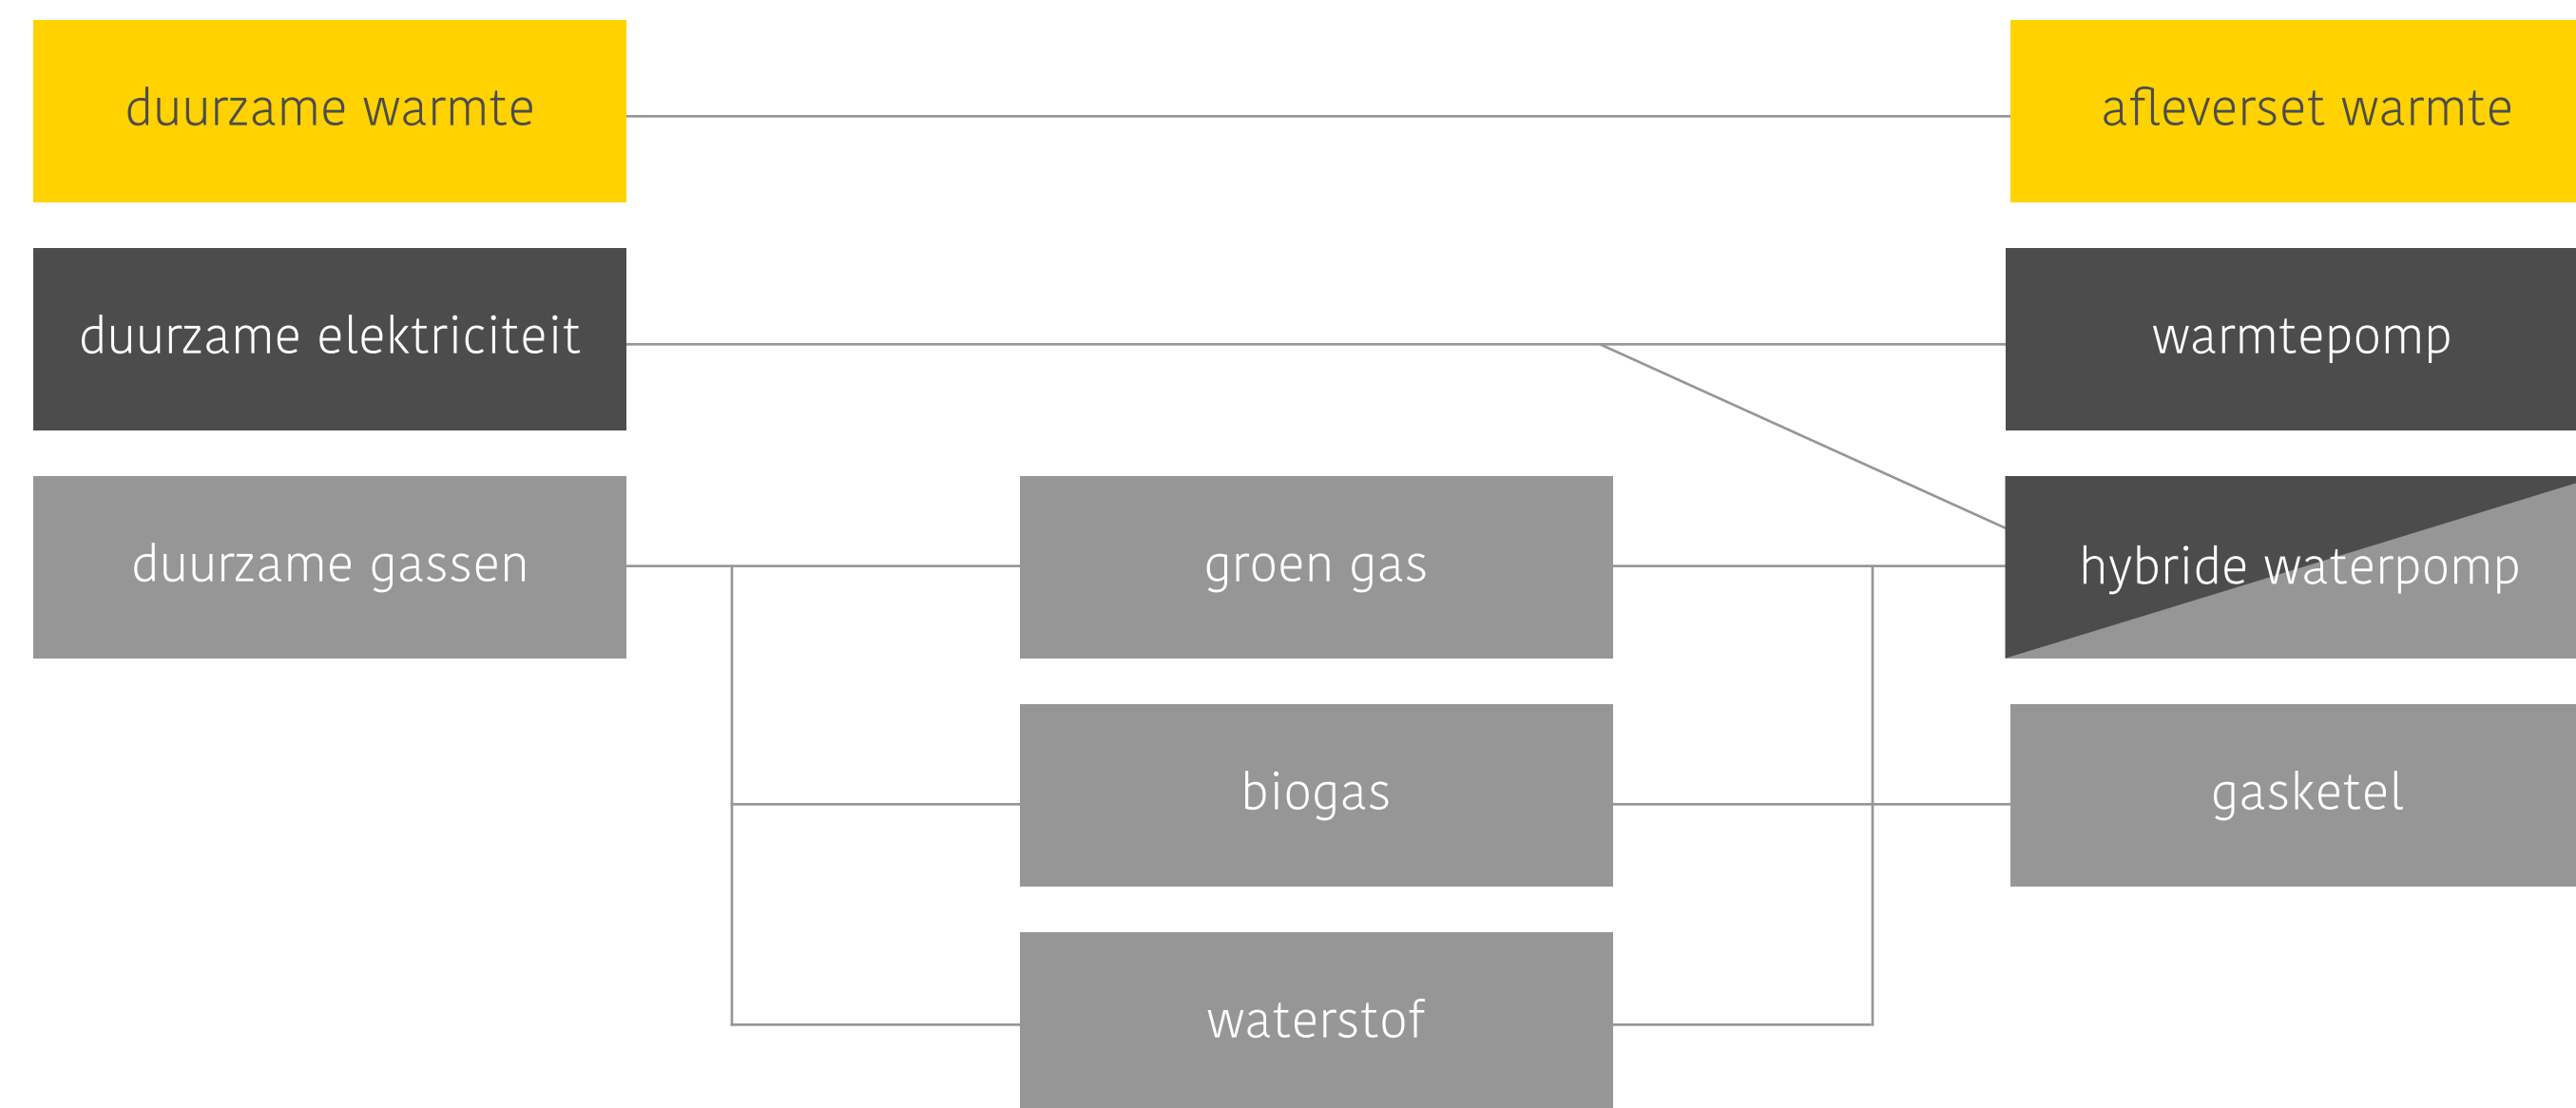 duurzame warmte
afleverset warmte
duurzame elektriciteit
warmtepomp
duurzame gassen
groen gas
hybride waterpomp
biogas
gasketel
waterstof